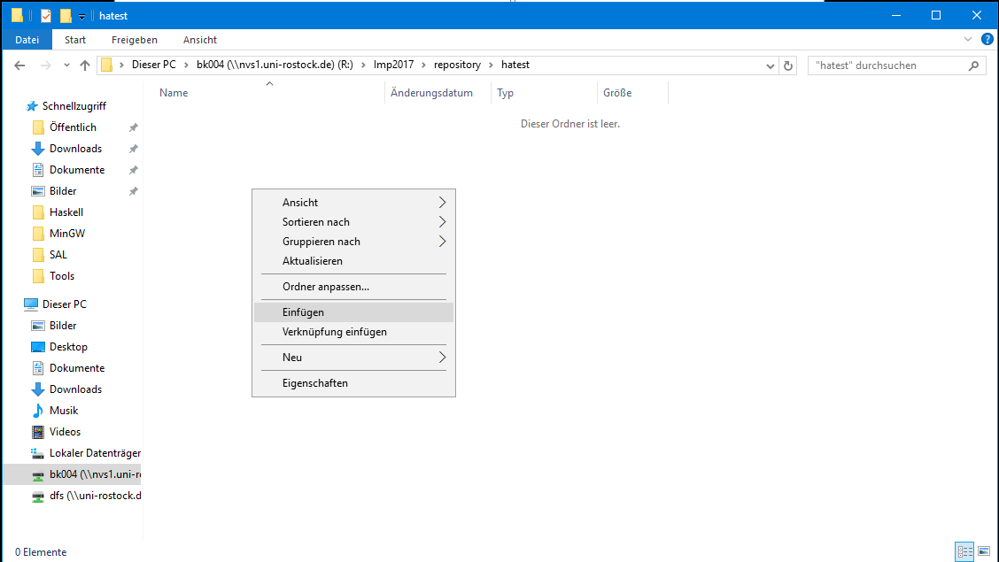 hatest
Datei Start Freigeben Ansicht
Dieser PC bk004 (\\nvs1.uni-rostock.de) (R:) Imp2017 repository hatest
"hatest" durchsuchen
Name Änderungsdatum Typ Größe
Dieser Ordner ist leer.
Schnellzugriff
Öffentlich
Downloads
Dokumente
Bilder
Haskell
MinGW
SAL
Tools
Dieser PC
Bilder
Desktop
Dokumente
Downloads
Musik
Videos
Lokaler Datenträger
bk004 (\\nvs1.uni-ro
dfs (\\uni-rostock.d
Ansicht
Sortieren nach
Gruppieren nach
Aktualisieren
Ordner anpassen...
Einfügen
Verknüpfung einfügen
Neu
Eigenschaften
0 Elemente